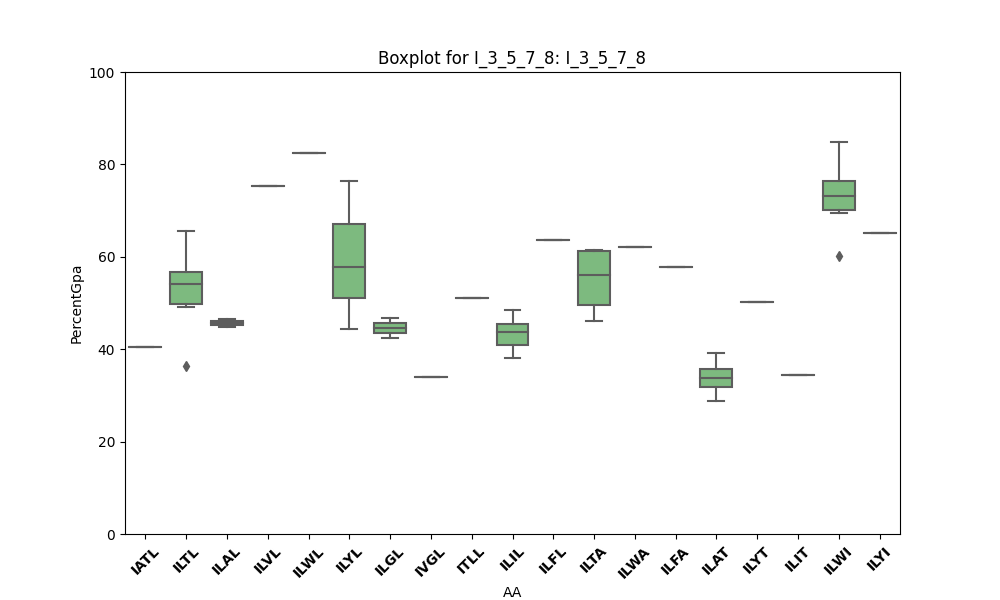 Boxplot for I_3_5_7_8: I_3_5_7_8
100
80
60
40
20
0
PercentGpa
IATL ILTL ILAL ILVL ILWL ILYL ILGL IVGL ITLL ILIL ILFL ILTA ILWA ILFA ILAT ILYT ILIT ILWI ILYI
AA